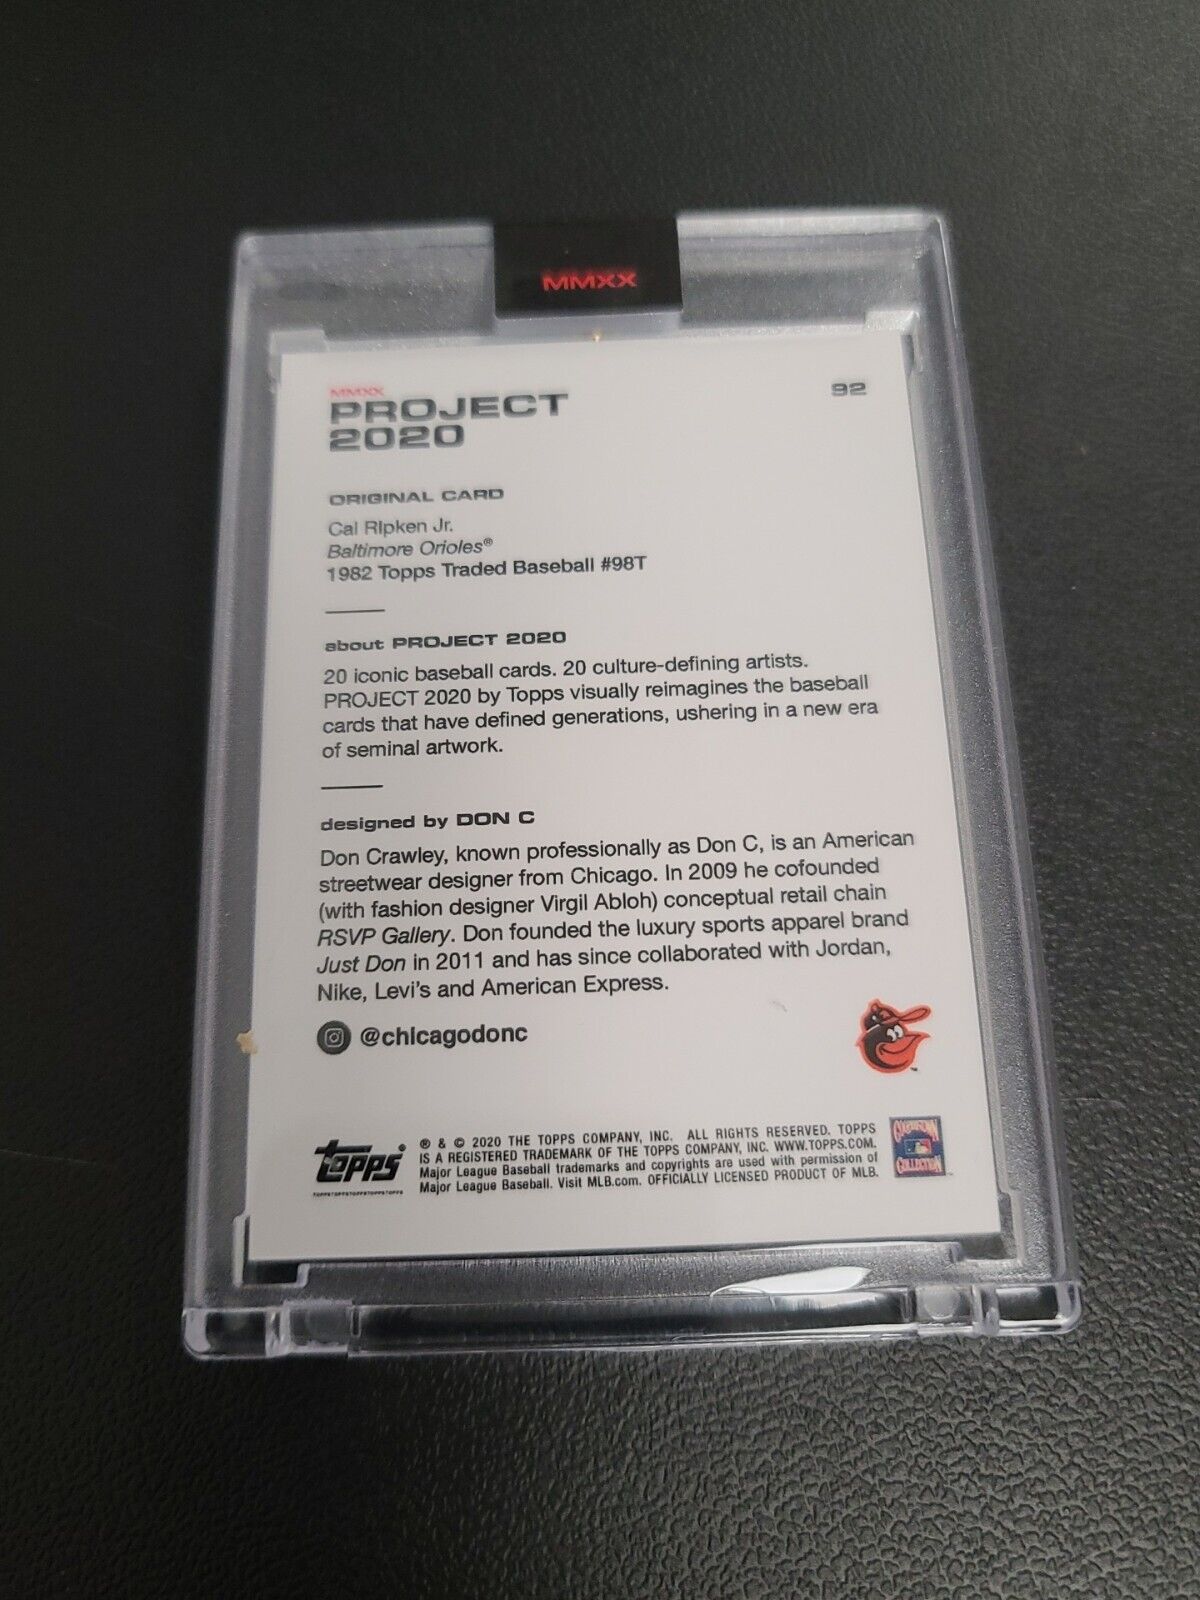 MMXX
MMXX
PROJECT
2020
92
ORIGINAL CARD
Cal Ripken Jr.
Baltimore Orioles®
1982 Topps Traded Baseball #98T
about PROJECT 2020
20 iconic baseball cards. 20 culture-defining artists.
PROJECT 2020 by Topps visually reimagines the baseball
cards that have defined generations, ushering in a new era
of seminal artwork.
designed by DON C
Don Crawley, known professionally as Don C, is an American
streetwear designer from Chicago. In 2009 he cofounded
(with fashion designer Virgil Abloh) conceptual retail chain
RSVP Gallery. Don founded the luxury sports apparel brand
Just Don in 2011 and has since collaborated with Jordan,
Nike, Levi's and American Express.
@chicagodonc
topps®
TOPPSTOPPSTOPPSTOPPSTOPPS
® & © 2020 THE TOPPS COMPANY, INC. ALL RIGHTS RESERVED. TOPPS
IS A REGISTERED TRADEMARK OF THE TOPPS COMPANY, INC. WWW.TOPPS.COM.
Major League Baseball trademarks and copyrights are used with permission of
Major League Baseball. Visit MLB.com. OFFICIALLY LICENSED PRODUCT OF MLB.
COOPERSTOWN
COLLECTION
™
™